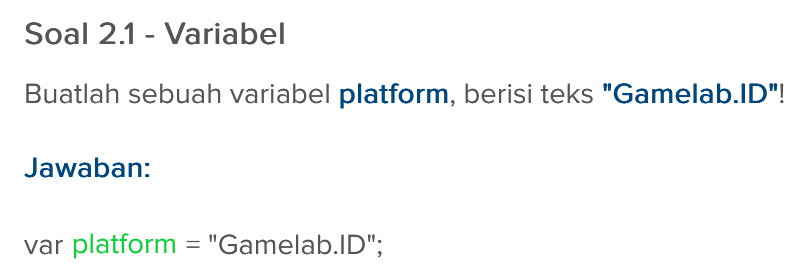 Soal 2.1 - Variabel
Buatlah sebuah variabel platform, berisi teks "Gamelab.ID"!
Jawaban:
var platform = "Gamelab.ID";